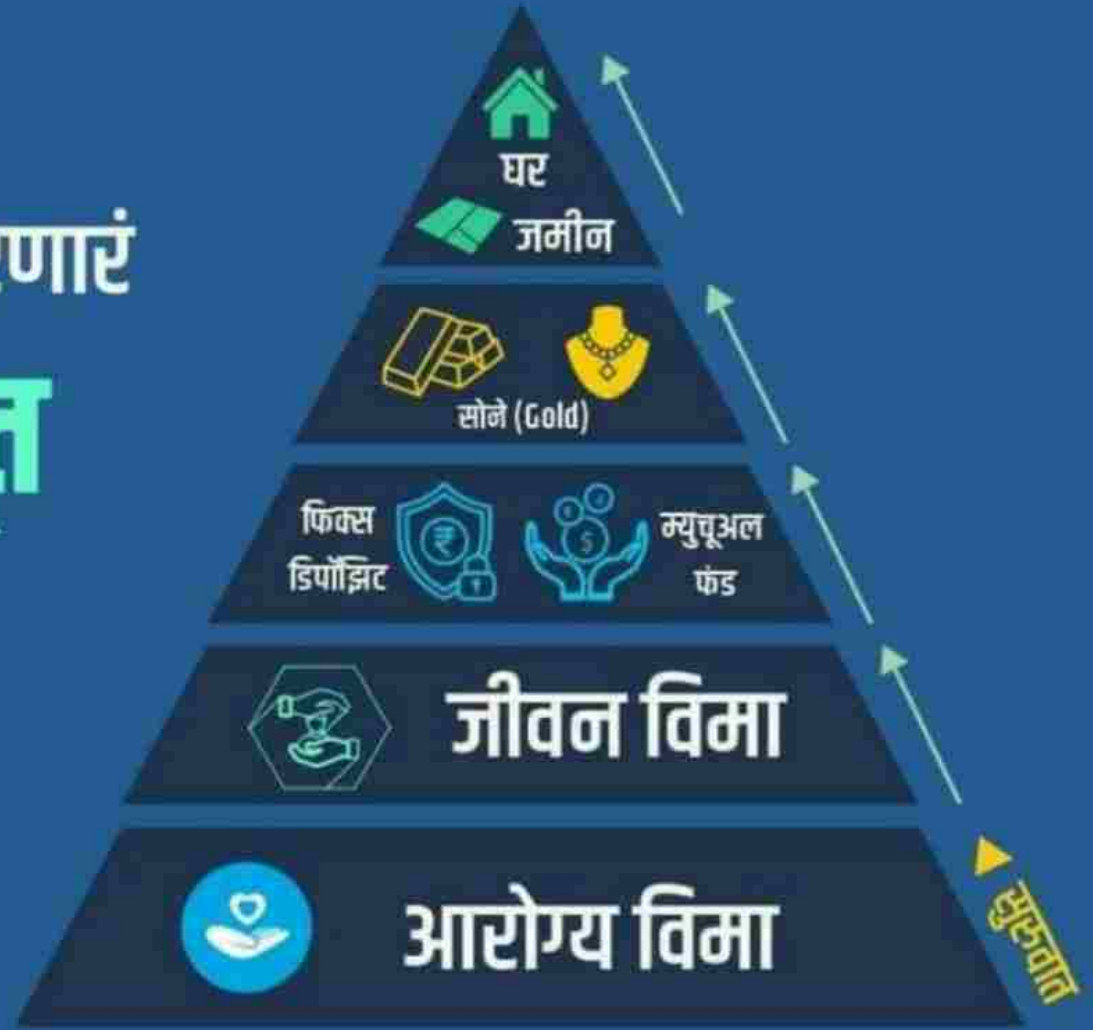 घर
जमीन
सोने (Gold)
फिक्स
डिपॉझिट
म्युचूअल
फंड
जीवन विमा
आरोग्य विमा
सुरुवात